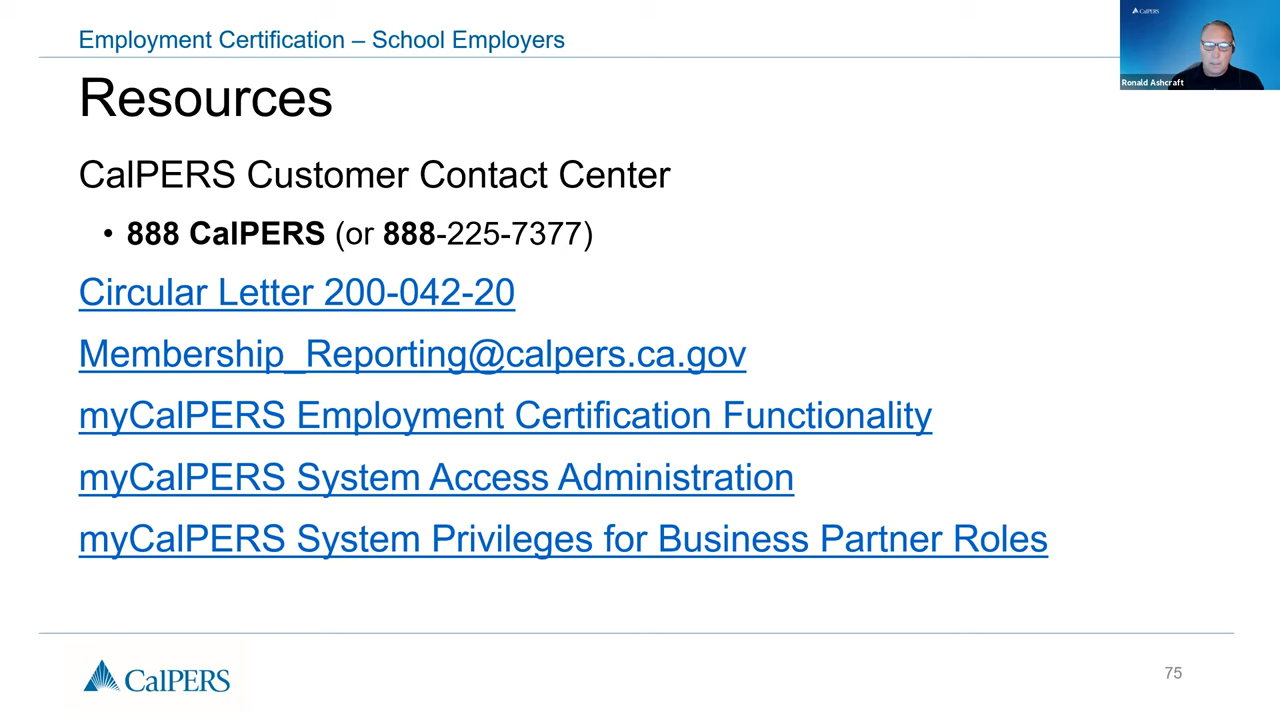 Employment Certification – School Employers
CalPERS
Ronald Ashcraft
Resources
CalPERS Customer Contact Center
• 888 CalPERS (or 888-225-7377)
Circular Letter 200-042-20
Membership_Reporting@calpers.ca.gov
myCalPERS Employment Certification Functionality
myCalPERS System Access Administration
myCalPERS System Privileges for Business Partner Roles
CalPERS
75